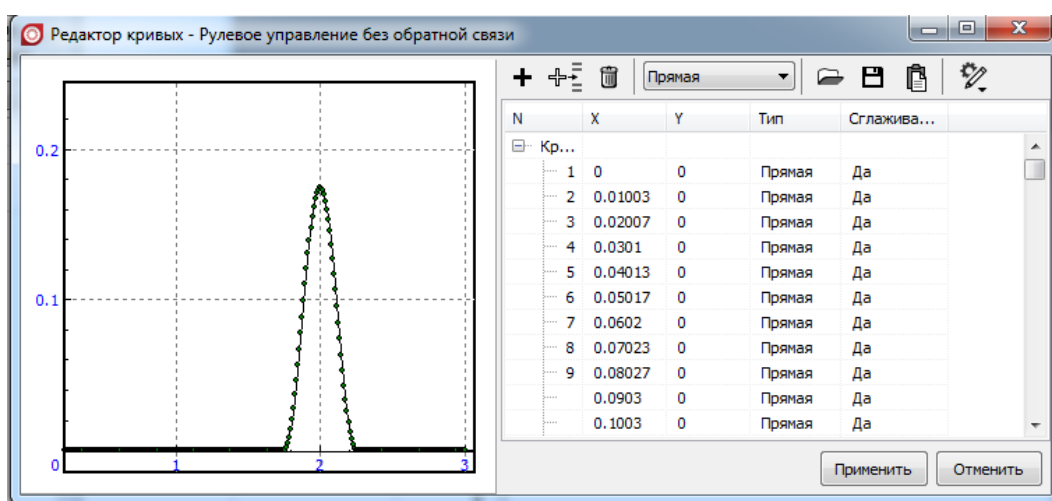 Редактор кривых - Рулевое управление без обратной связи
Прямая
N X Y Тип Сглажива...
Кр...
1 0 0 Прямая Да
2 0.01003 0 Прямая Да
3 0.02007 0 Прямая Да
4 0.0301 0 Прямая Да
5 0.04013 0 Прямая Да
6 0.05017 0 Прямая Да
7 0.0602 0 Прямая Да
8 0.07023 0 Прямая Да
9 0.08027 0 Прямая Да
0.0903 0 Прямая Да
0.1003 0 Прямая Да
0.2
0.1
0 1 2 3
Применить Отменить